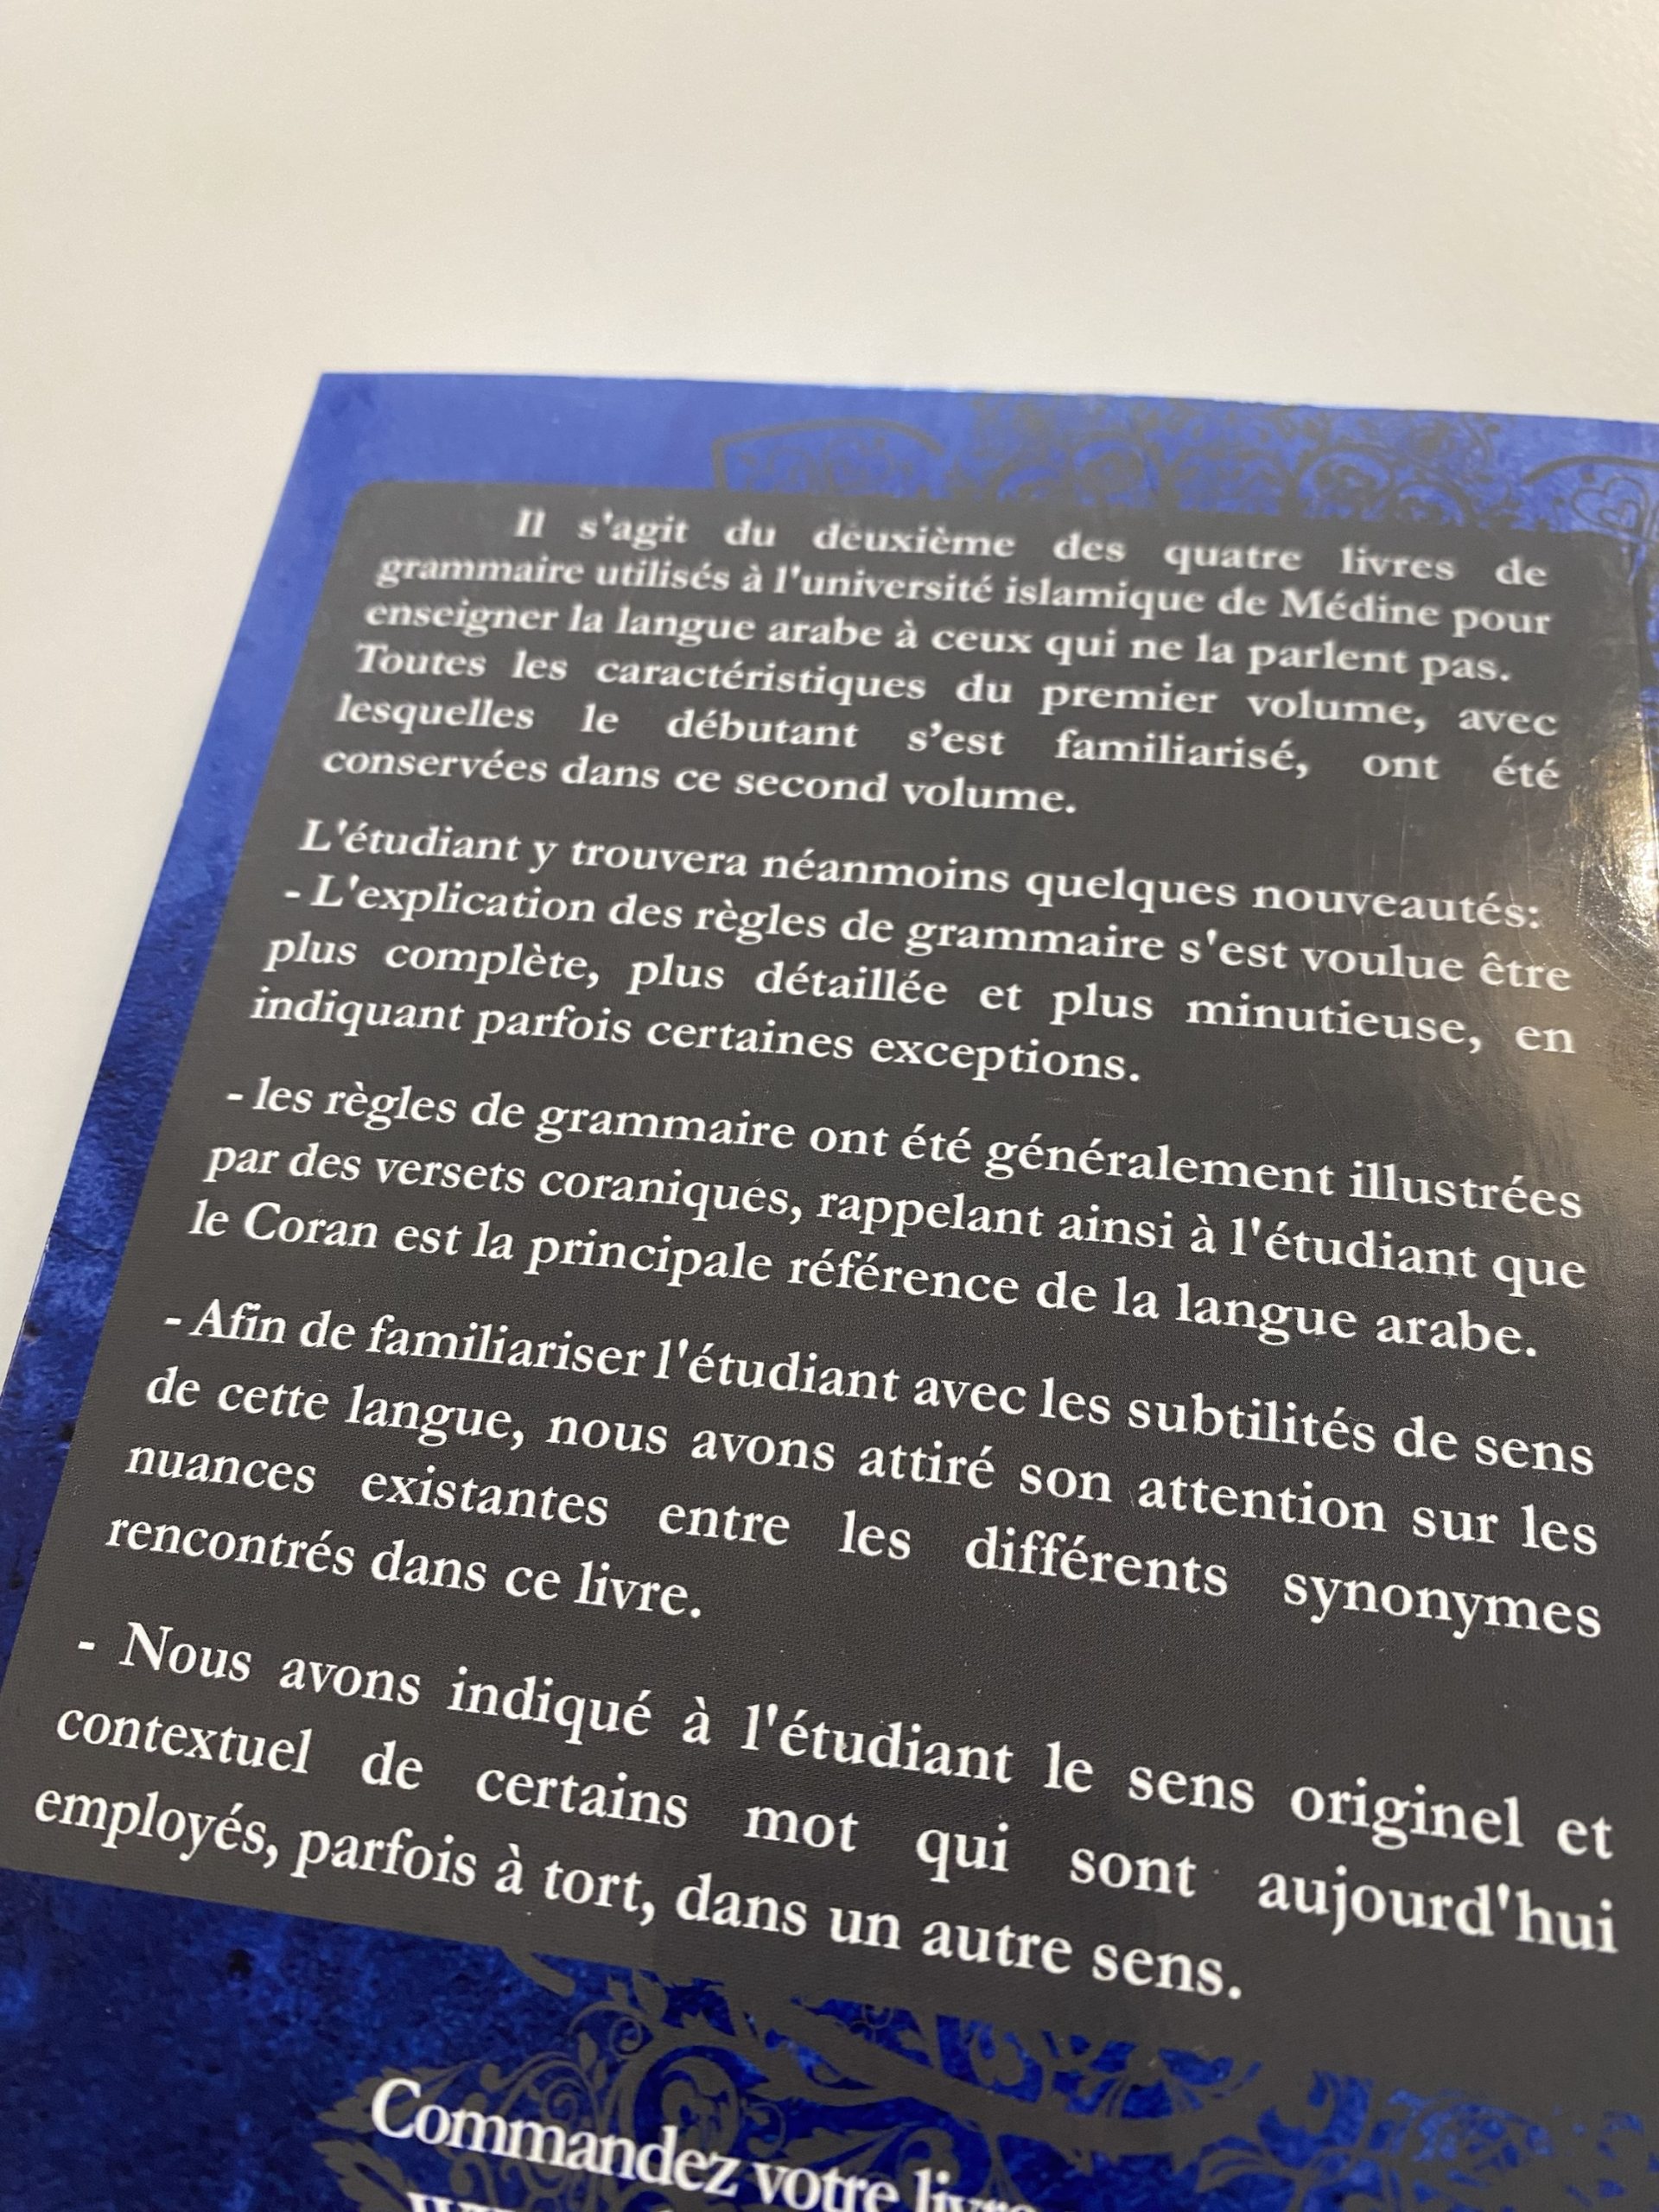 Il s'agit du deuxième des quatre livres de
grammaire utilisés à l'université islamique de Médine pour
enseigner la langue arabe à ceux qui ne la parlent pas.
Toutes les caractéristiques du premier volume, avec
lesquelles le débutant s’est familiarisé, ont été
conservées dans ce second volume.
L'étudiant y trouvera néanmoins quelques nouveautés:
- L'explication des règles de grammaire s'est voulue être
plus complète, plus détaillée et plus minutieuse, en
indiquant parfois certaines exceptions.
- les règles de grammaire ont été généralement illustrées
par des versets coraniques, rappelant ainsi à l'étudiant que
le Coran est la principale référence de la langue arabe.
- Afin de familiariser l'étudiant avec les subtilités de sens
de cette langue, nous avons attiré son attention sur les
nuances existantes entre les différents synonymes
rencontrés dans ce livre.
- Nous avons indiqué à l'étudiant le sens originel et
contextuel de certains mot qui sont aujourd'hui
employés, parfois à tort, dans un autre sens.
Commandez votre